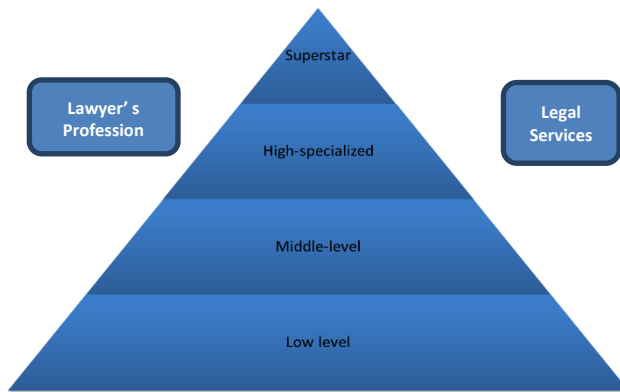 Superstar
Lawyer’ s
Profession
Legal
Services
High-specialized
Middle-level
Low level